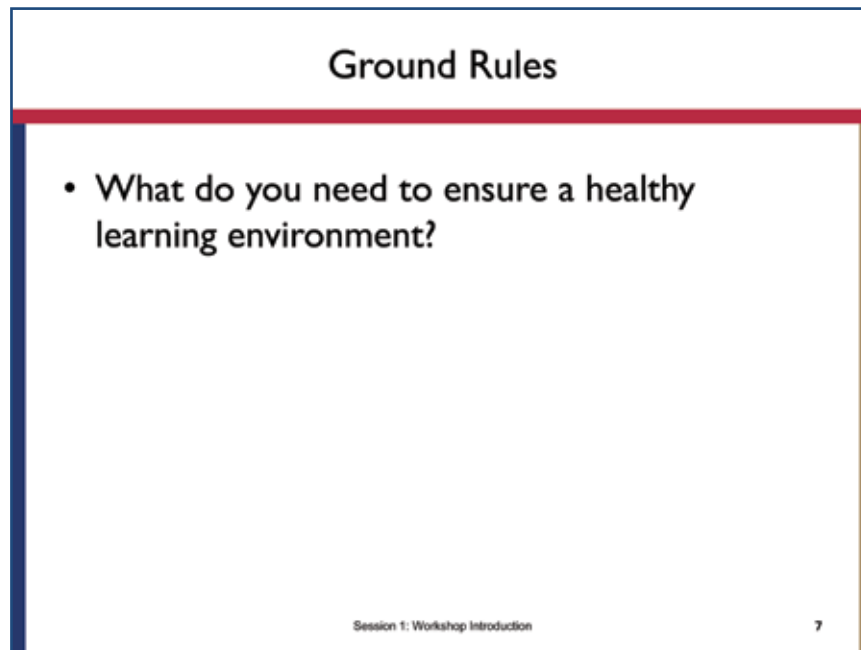 Ground Rules
• What do you need to ensure a healthy
learning environment?
Session 1: Workshop Introduction
7